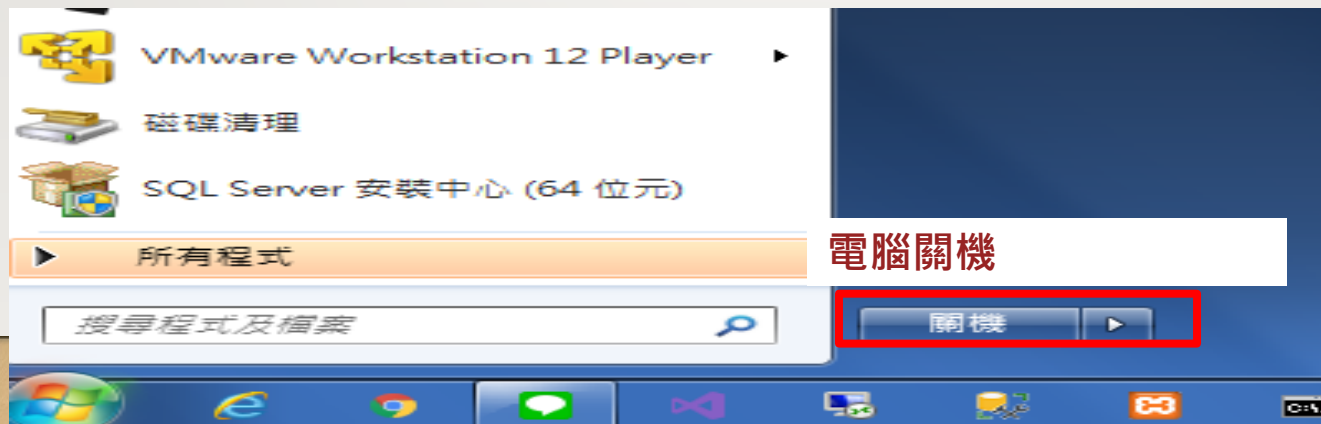 VMware Workstation 12 Player
磁碟清理
SQL Server 安裝中心 (64 位元)
所有程式
電腦關機
搜尋程式及檔案
關機
C:\